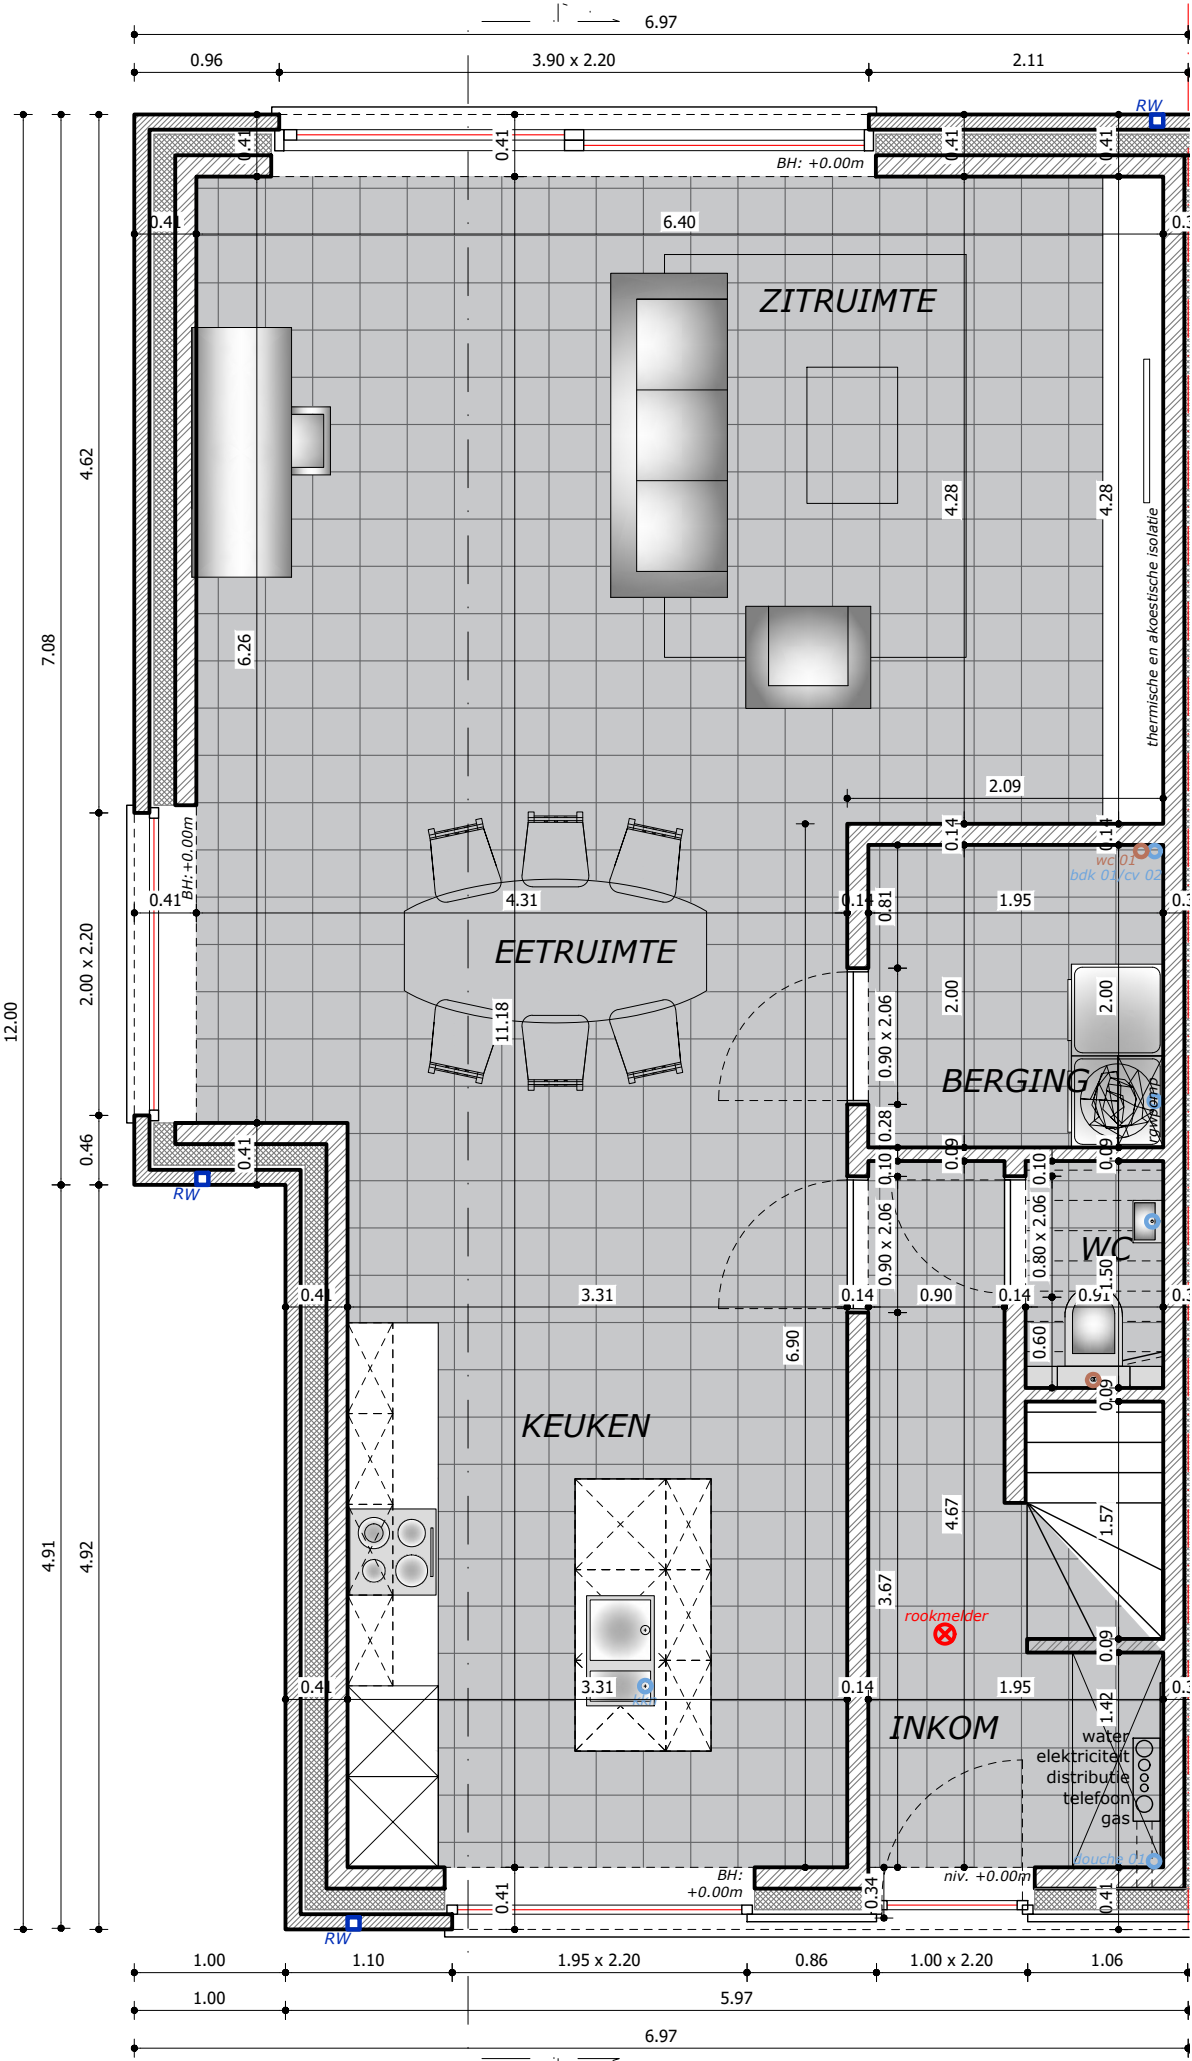 6.97
0.96
3.90 x 2.20
2.11
RW
0.41
0.41
0.41
0.41
BH: +0.00m
0.41
6.40
ZITRUIMTE
4.62
4.28
4.28
thermische en akoestische isolatie
7.08
6.26
2.09
0.14
0.14
BH: +0.00m
wc 01
bdk 01/cv 02
0.41
4.31
0.14
0.81
1.95
EETRUIMTE
2.00 x 2.20
12.00
11.18
0.90 x 2.06
2.00
2.00
BERGING
rgwpomp
0.46
0.41
0.28
0.10
0.09
0.10
0.09
RW
0.90 x 2.06
0.80 x 2.06
WC
1.50
0.41
3.31
0.14
0.90
0.14
0.91
6.90
0.60
0.09
KEUKEN
4.91
4.92
4.67
1.57
3.67
rookmelder
0.09
0.41
3.31
0.14
1.95
1.42
INKOM
water
elektriciteit
distributie
telefoon
gas
douche 01
BH:
+0.00m
niv. +0.00m
0.41
0.34
0.41
RW
1.00
1.10
1.95 x 2.20
0.86
1.00 x 2.20
1.06
1.00
5.97
6.97